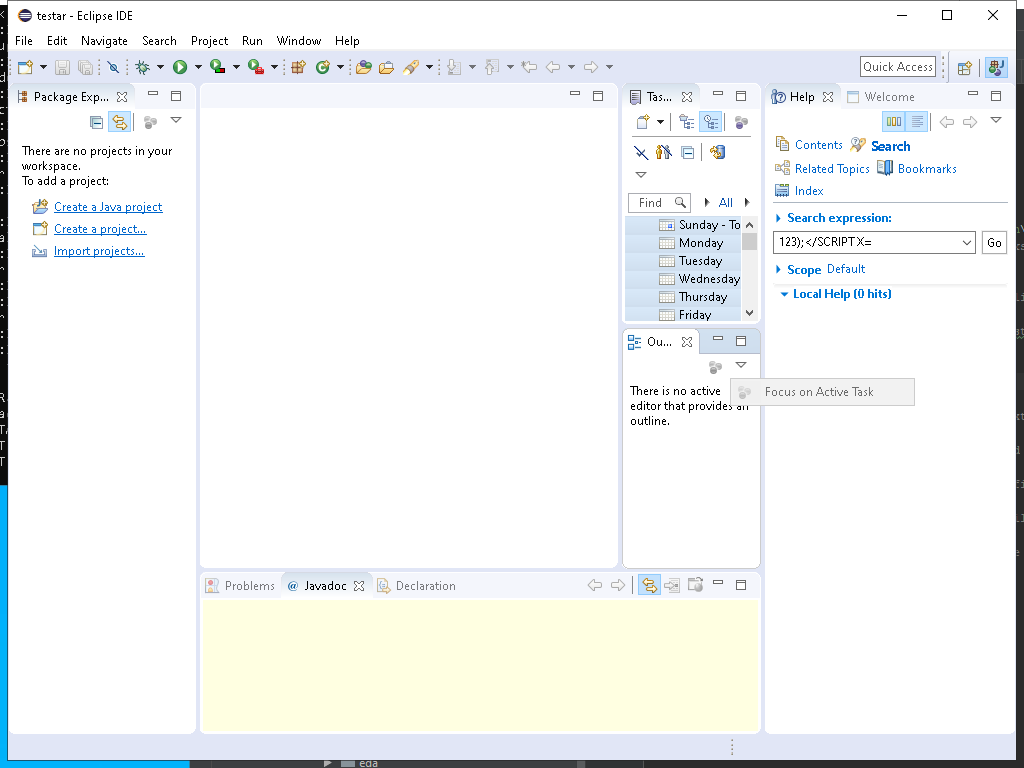 testar - Eclipse IDE
File Edit Navigate Search Project Run Window Help
Quick Access
Package Exp...
There are no projects in your
workspace.
To add a project:
Create a Java project
Create a project...
Import projects...
Tas...
Find
All
Sunday - To
Monday
Tuesday
Wednesday
Thursday
Friday
Ou...
There is no active
editor that provides an
outline.
Focus on Active Task
Help Welcome
Contents Search
Related Topics Bookmarks
Index
Search expression:
123);</SCRIPT X=
Go
Scope Default
Local Help (0 hits)
Problems @ Javadoc Declaration
eda